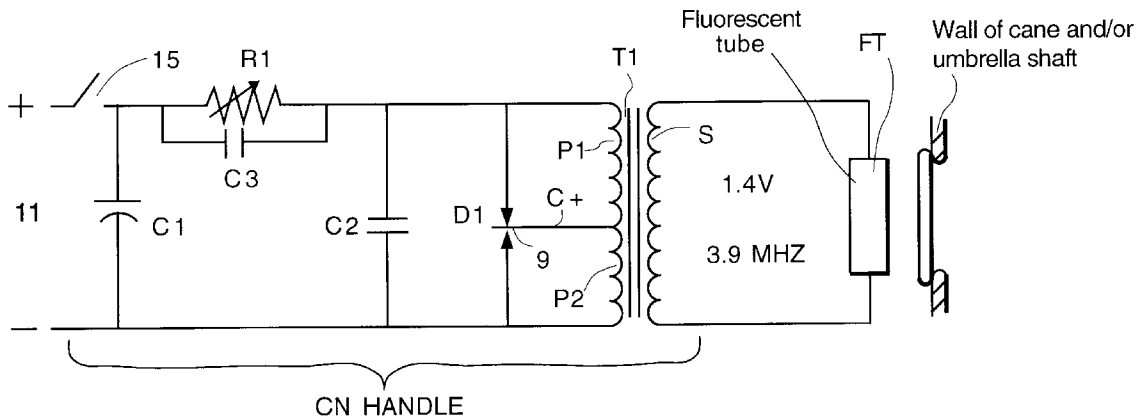 Fluorescent
tube
FT
Wall of cane and/or
umbrella shaft
15
R1
T1
+
C3
P1
S
11
C1
C2
D1
C+
9
P2
1.4V
3.9 MHZ
—
CN HANDLE